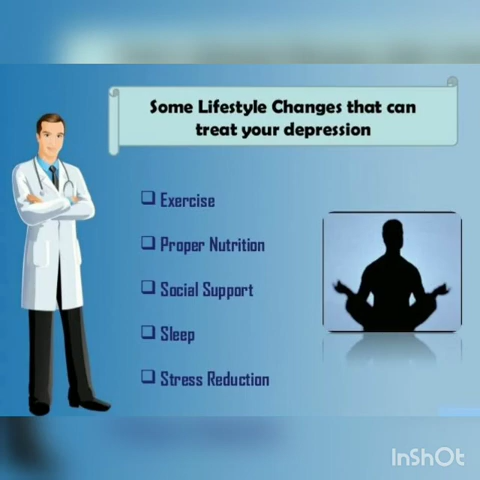 Some Lifestyle Changes that can
treat your depression
Exercise
Proper Nutrition
Social Support
Sleep
Stress Reduction
InShOt